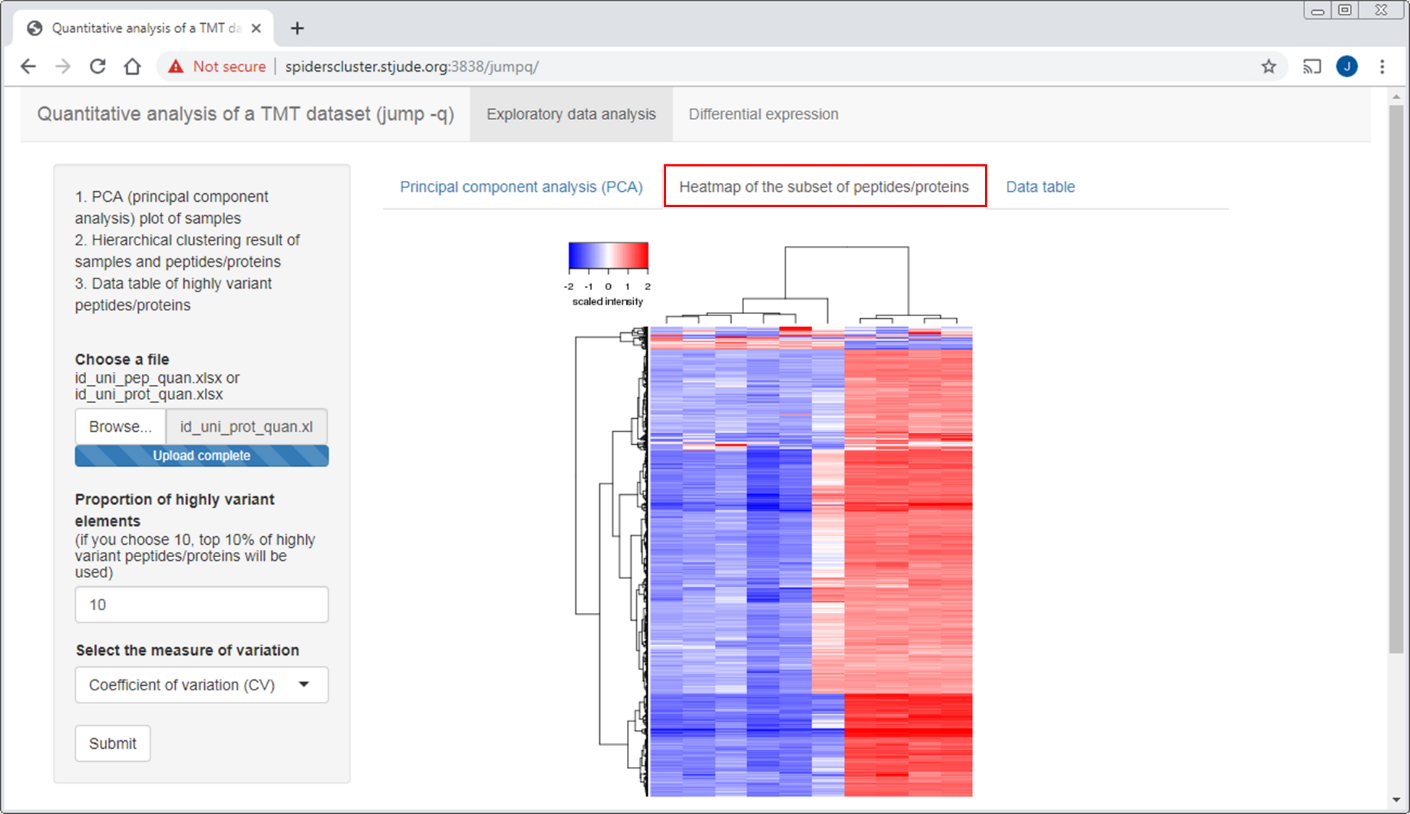 Quantitative analysis of a TMT da
Not secure
spiderscluster.stjude.org:3838/jumpq/
J
Quantitative analysis of a TMT dataset (jump -q)
Exploratory data analysis
Differential expression
1. PCA (principal component
analysis) plot of samples
2. Hierarchical clustering result of
samples and peptides/proteins
3. Data table of highly variant
peptides/proteins
Choose a file
id_uni_pep_quan.xlsx or
id_uni_prot_quan.xlsx
Browse...
id_uni_prot_quan.xl
Upload complete
Proportion of highly variant
elements
(if you choose 10, top 10% of highly
variant peptides/proteins will be
used)
10
Select the measure of variation
Coefficient of variation (CV)
Submit
Principal component analysis (PCA)
Heatmap of the subset of peptides/proteins
Data table
-2 -1 0 1 2
scaled intensity